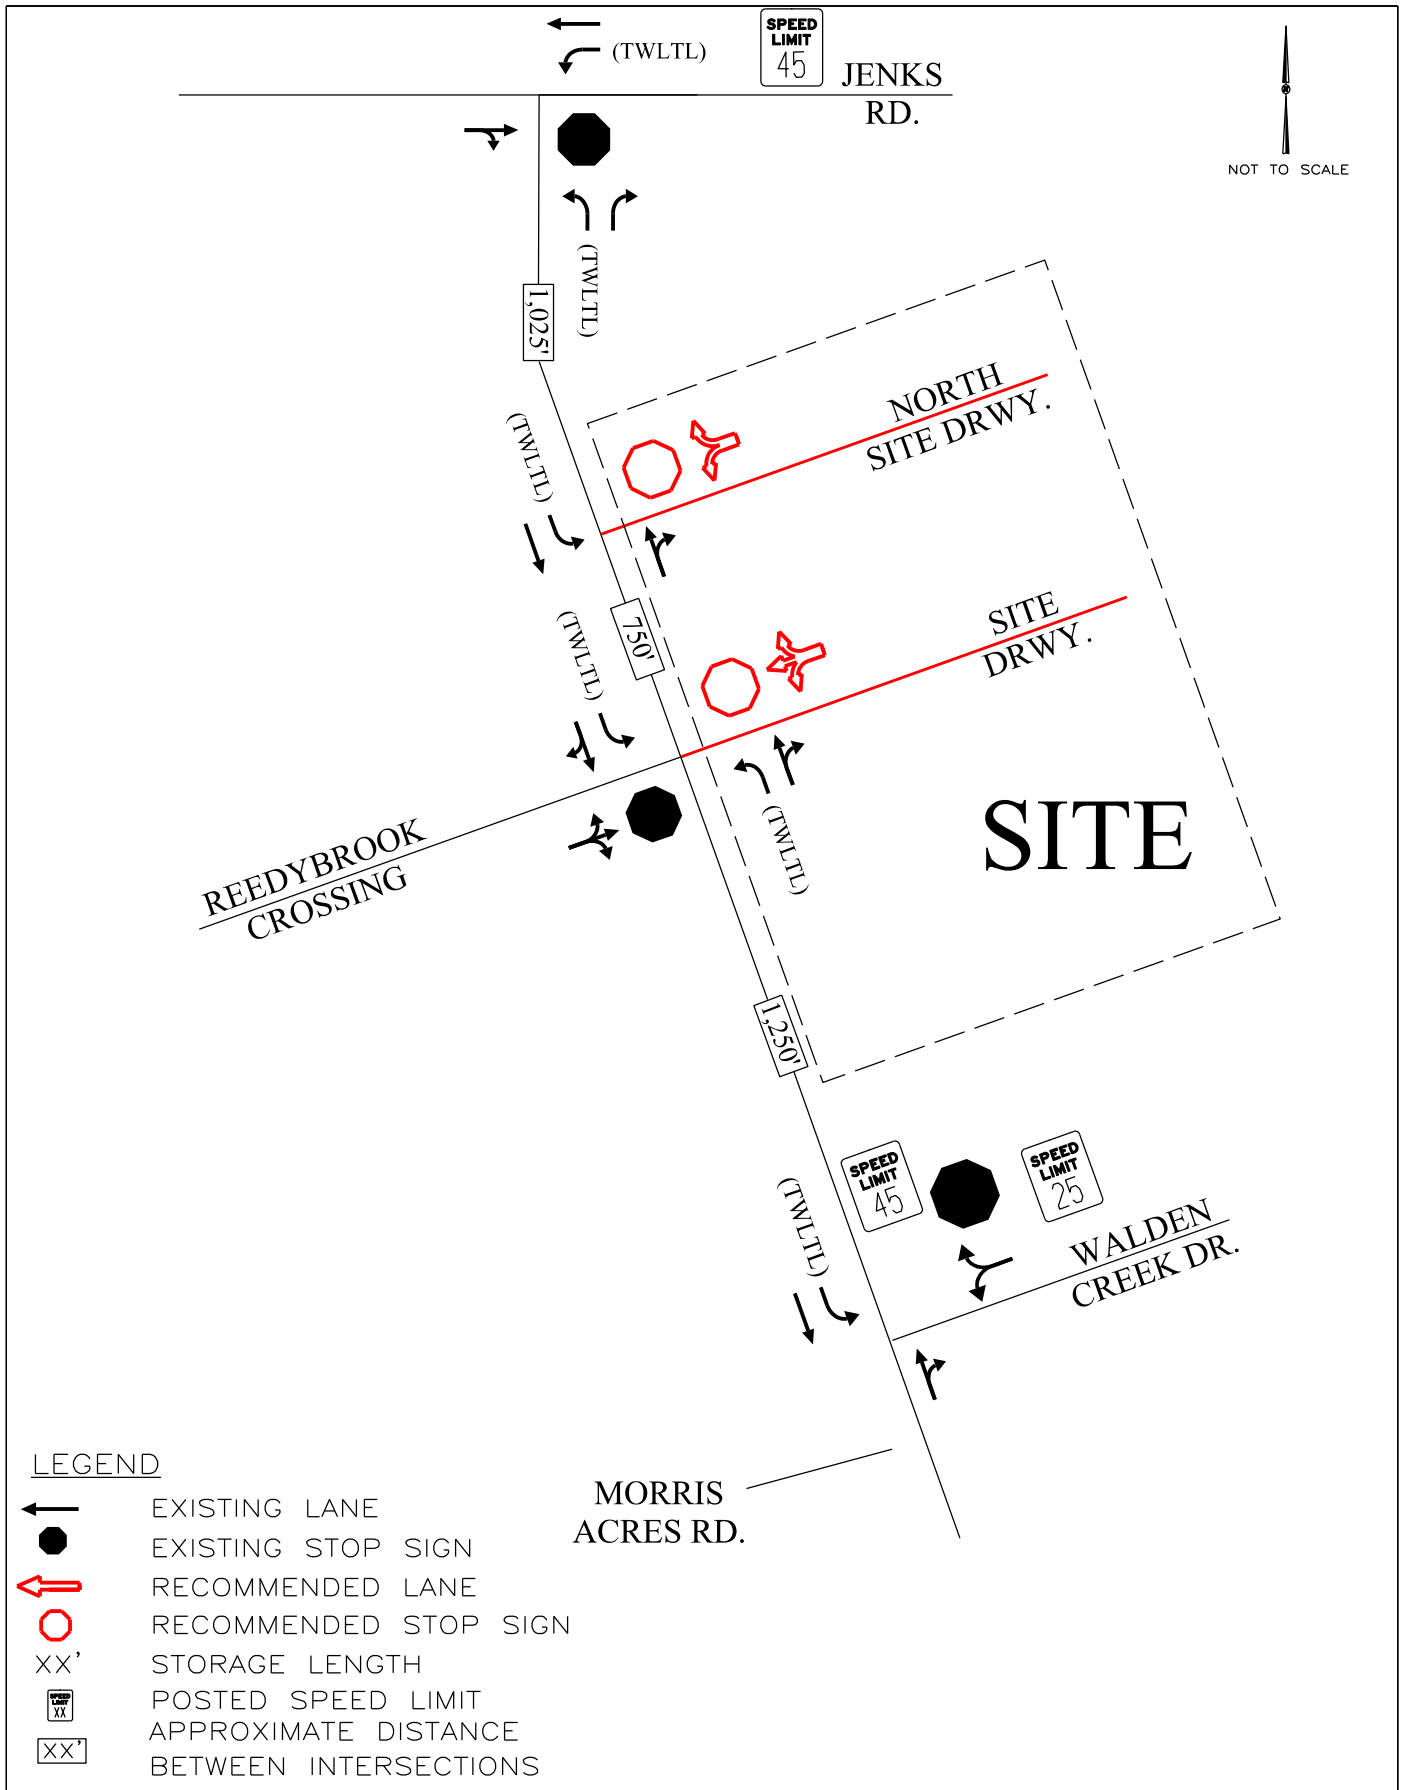 (TWLTL)
SPEED
LIMIT
45
JENKS
RD.
NOT TO SCALE
(TWLTL)
1,025'
(TWLTL)
NORTH
SITE DRWY.
(TWLTL)
750'
SITE
DRWY.
(TWLTL)
SITE
REEDYBROOK
CROSSING
1,250'
SPEED
LIMIT
45
SPEED
LIMIT
25
(TWLTL)
WALDEN
CREEK DR.
MORRIS
ACRES RD.
LEGEND
EXISTING LANE
EXISTING STOP SIGN
RECOMMENDED LANE
RECOMMENDED STOP SIGN
XX' STORAGE LENGTH
SPEED
LIMIT
XX
POSTED SPEED LIMIT
XX'
APPROXIMATE DISTANCE
BETWEEN INTERSECTIONS